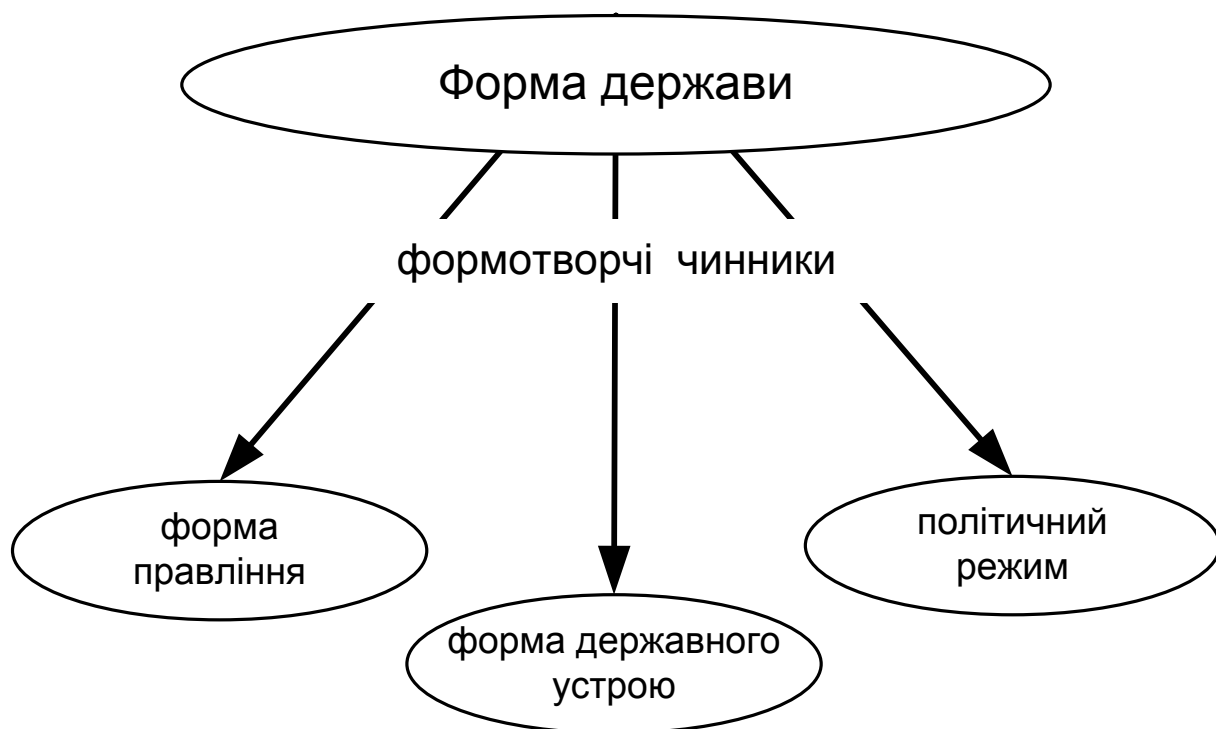 Форма держави
формотворчі чинники
форма
правління
форма державного
устрою
політичний
режим